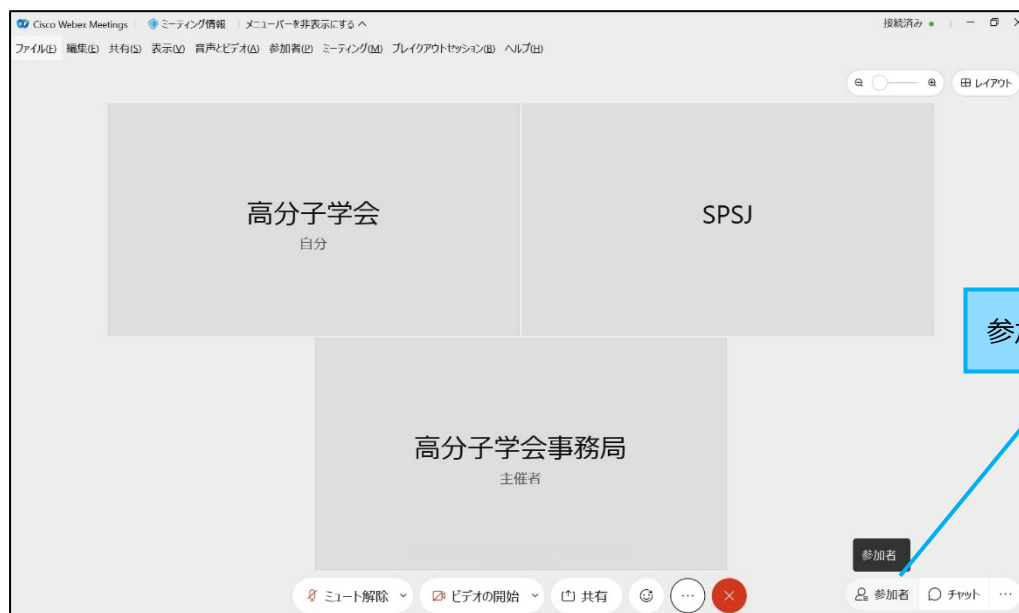 Cisco Webex Meetings ミーティング情報 メニューバーを非表示にする へ 接続済み
ファイル(F) 編集(E) 共有(S) 表示(V) 音声とビデオ(A) 参加者(P) ミーティング(M) ブレイクアウトセッション(B) ヘルプ(H)
レイアウト
高分子学会
自分
SPSJ
参
高分子学会事務局
主催者
参加者
ミュート解除 ビデオの開始 共有 参加者 チャット